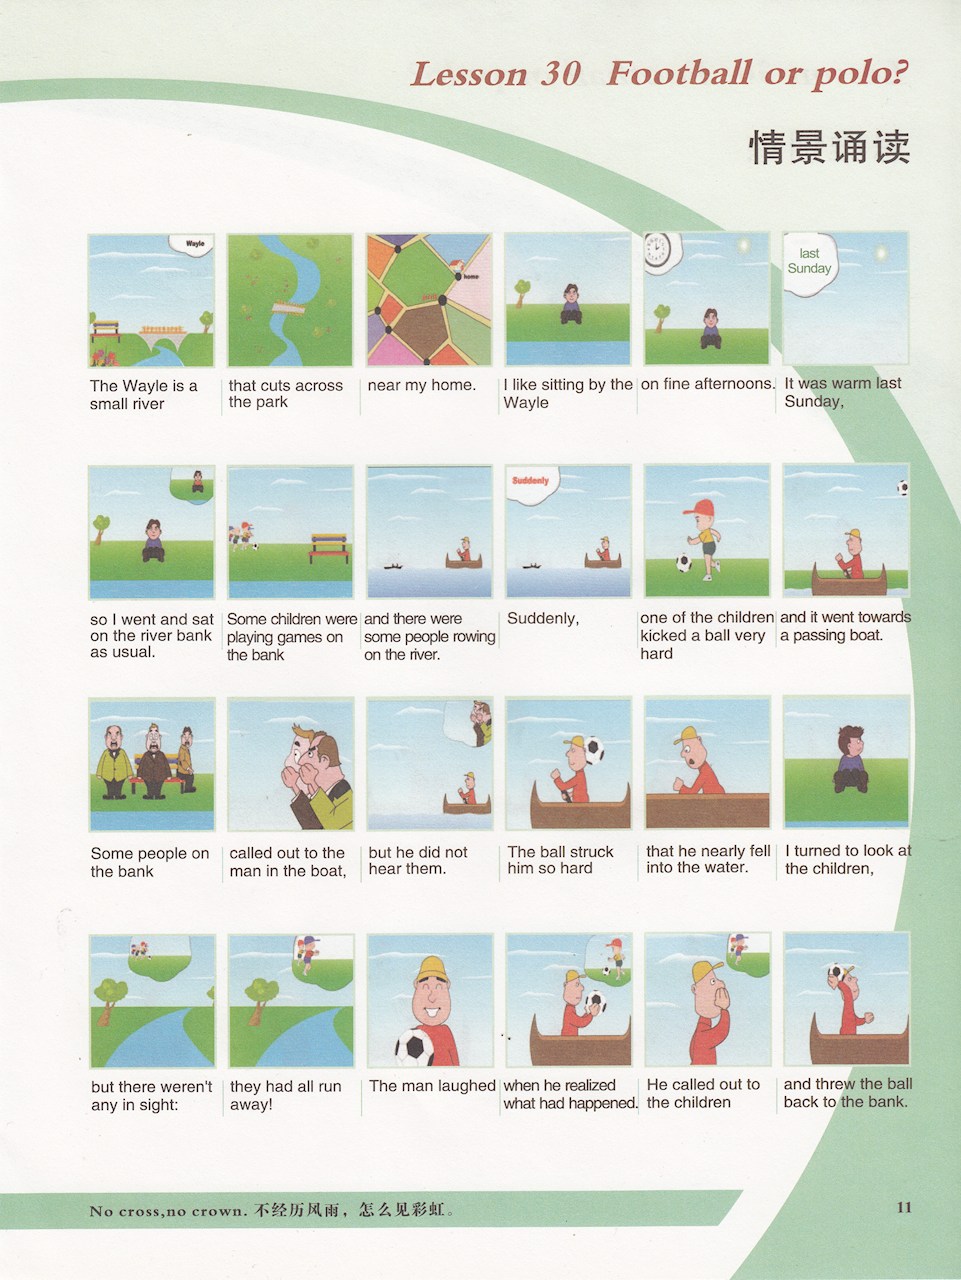 Lesson 30 Football or polo?
情景诵读
Wayle
home
last
Sunday
The Wayle is a
small river
that cuts across
the park
near my home.
I like sitting by the
Wayle
on fine afternoons.
It was warm last
Sunday,
Suddenly
so I went and sat
on the river bank
as usual.
Some children were
playing games on
the bank
and there were
some people rowing
on the river.
Suddenly,
one of the children
kicked a ball very
hard
and it went towards
a passing boat.
Some people on
the bank
called out to the
man in the boat,
but he did not
hear them.
The ball struck
him so hard
that he nearly fell
into the water.
I turned to look at
the children,
but there weren't
any in sight:
they had all run
away!
The man laughed
when he realized
what had happened.
He called out to
the children
and threw the ball
back to the bank.
No cross,no crown. 不经历风雨，怎么见彩虹。
11